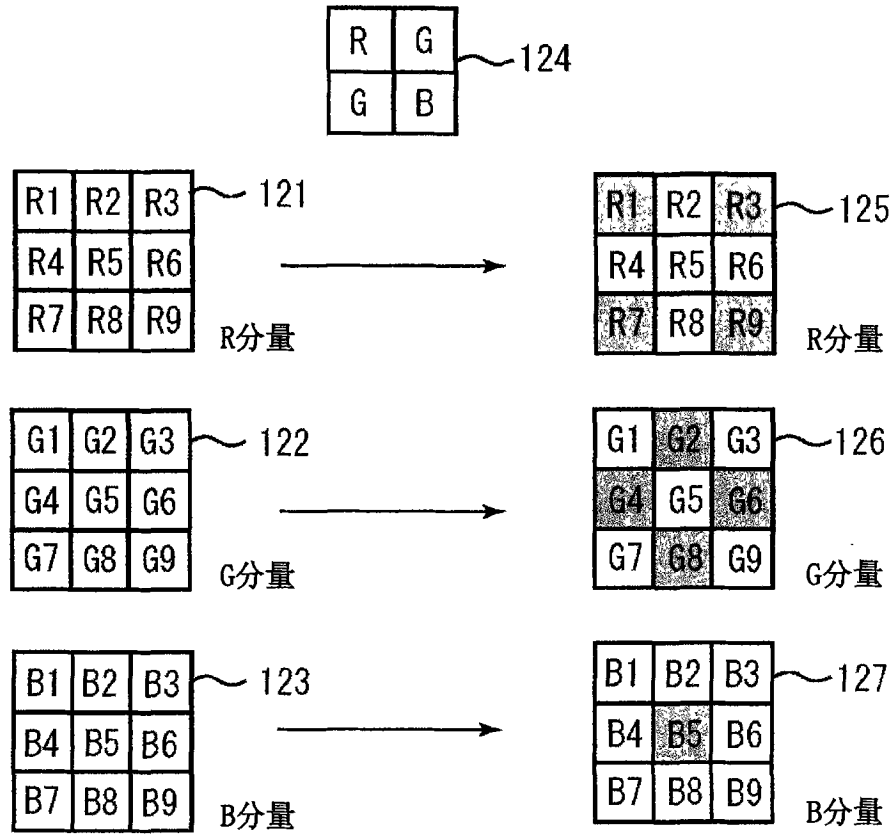 R G
G B
124
R1 R2 R3
R4 R5 R6
R7 R8 R9
121
R分量
R1 R2 R3
R4 R5 R6
R7 R8 R9
125
R分量
G1 G2 G3
G4 G5 G6
G7 G8 G9
122
G分量
G1 G2 G3
G4 G5 G6
G7 G8 G9
126
G分量
B1 B2 B3
B4 B5 B6
B7 B8 B9
123
B分量
B1 B2 B3
B4 B5 B6
B7 B8 B9
127
B分量